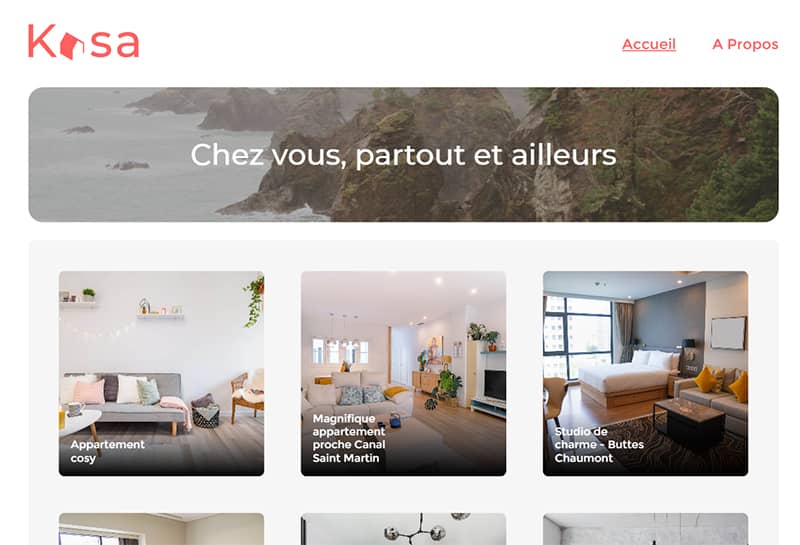 Kasa
Accueil
A Propos
Chez vous, partout et ailleurs
Appartement
cosy
Magnifique
appartement
proche Canal
Saint Martin
Studio de
charme - Buttes
Chaumont